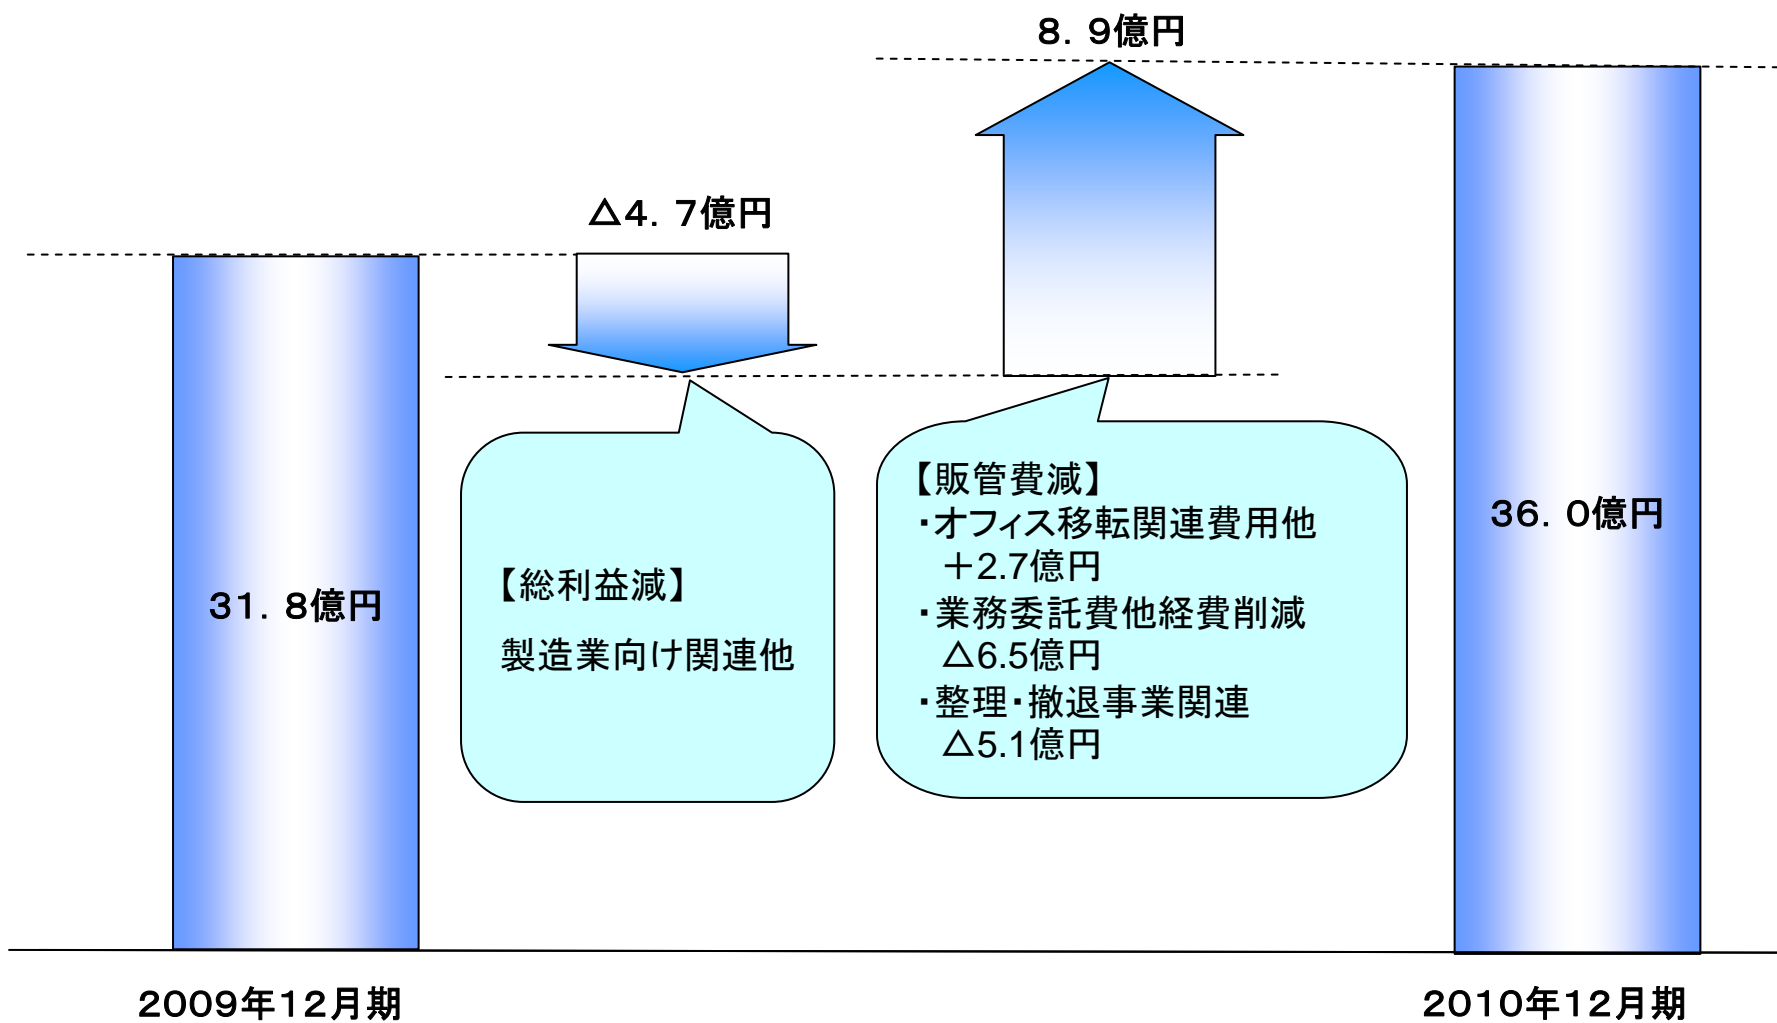 8．9億円
△4．7億円
31．8億円
【総利益減】
製造業向け関連他
【販管費減】
・オフィス移転関連費用他
＋2.7億円
・業務委託費他経費削減
△6.5億円
・整理・撤退事業関連
△5.1億円
36．0億円
2009年12月期
2010年12月期